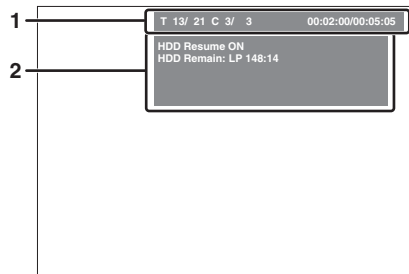 1
T 13/ 21 C 3/ 3 00:02:00/00:05:05
2
HDD Resume ON
HDD Remain: LP 148:14